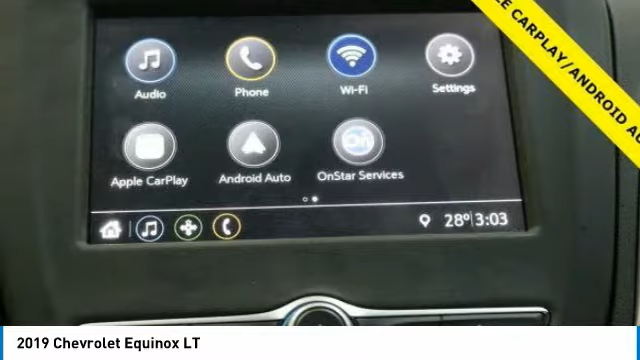 E CARPLAY/ANDROID AU
Audio
Phone
Wi-Fi
Settings
Apple CarPlay
Android Auto
On
OnStar Services
28° 3:03
2019 Chevrolet Equinox LT